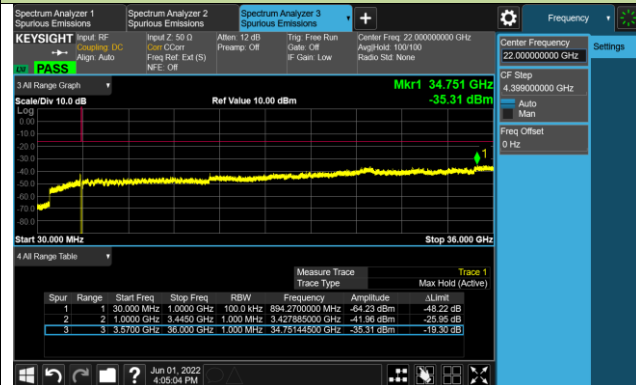 Spectrum Analyzer 1
Spurious Emissions
Spectrum Analyzer 2
Spurious Emissions
Spectrum Analyzer 3
Spurious Emissions
Frequency
KEYSIGHT
Input: RF
Coupling: DC
Align: Auto
Input Z: 50 Ω
Corr CCorr
Freq Ref: Ext (S)
NFE: Off
Atten: 12 dB
Preamp: Off
Trig: Free Run
Gate: Off
IF Gain: Low
Center Freq: 22.000000000 GHz
Avg|Hold: 100/100
Radio Std: None
PASS
Center Frequency
22.000000000 GHz
Settings
CF Step
4.399000000 GHz
Auto
Man
Freq Offset
0 Hz
3 All Range Graph
Mkr1 34.751 GHz
-35.31 dBm
Scale/Div 10.0 dB
Ref Value 10.00 dBm
Log
0.00
-10.0
-20.0
-30.0
-40.0
-50.0
-60.0
-70.0
-80.0
1
Start 30.000 MHz
Stop 36.000 GHz
4 All Range Table
Measure Trace Trace 1
Trace Type Max Hold (Active)
Spur Range Start Freq Stop Freq RBW Frequency Amplitude ΔLimit
1 1 30.000 MHz 1.0000 GHz 100.0 kHz 894.2700000 MHz -64.23 dBm -48.22 dB
2 2 1.0000 GHz 3.4450 GHz 1.000 MHz 3.427885000 GHz -41.96 dBm -25.95 dB
3 3 3.5700 GHz 36.000 GHz 1.000 MHz 34.75144500 GHz -35.31 dBm -19.30 dB
Jun 01, 2022
4:05:04 PM